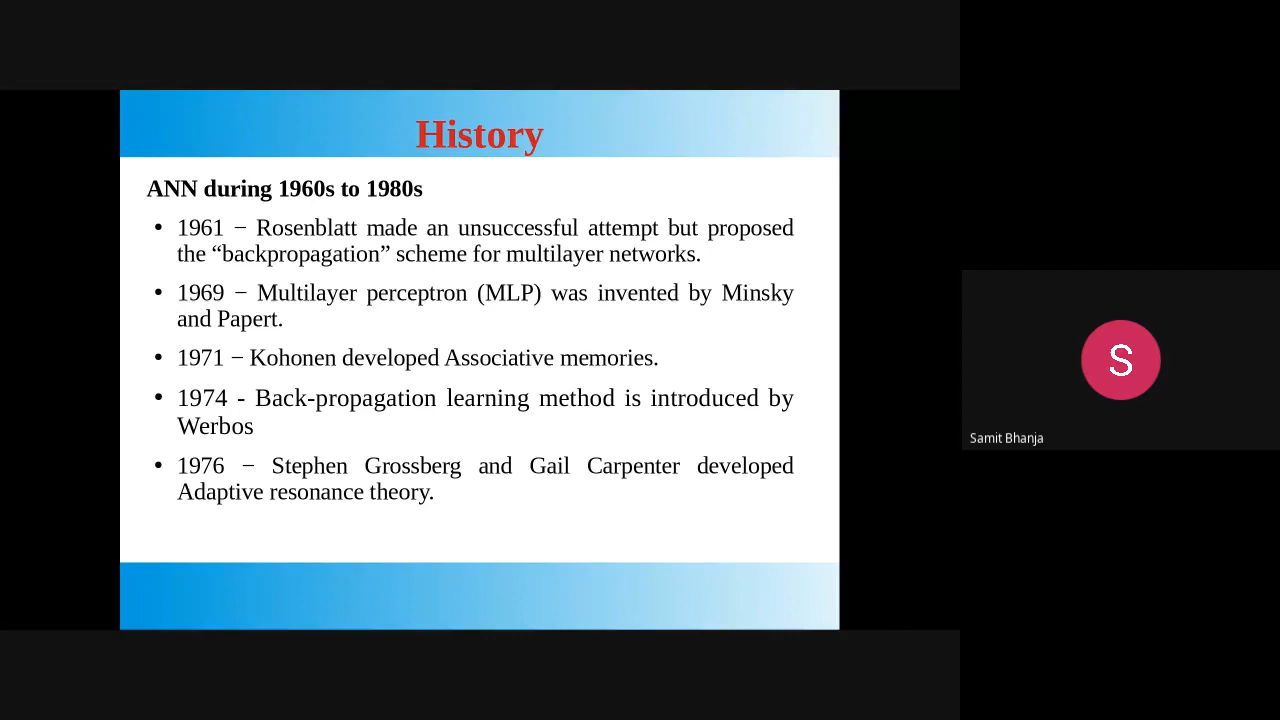 History
ANN during 1960s to 1980s
• 1961 − Rosenblatt made an unsuccessful attempt but proposed
the “backpropagation” scheme for multilayer networks.
• 1969 − Multilayer perceptron (MLP) was invented by Minsky
and Papert.
• 1971 − Kohonen developed Associative memories.
• 1974 - Back-propagation learning method is introduced by
Werbos
• 1976 − Stephen Grossberg and Gail Carpenter developed
Adaptive resonance theory.
S
Samit Bhanja